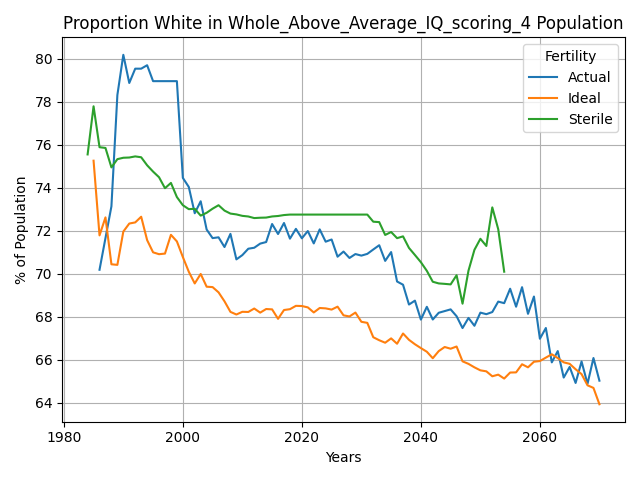 Proportion White in Whole_Above_Average_IQ_scoring_4 Population
Fertility
Actual
Ideal
Sterile
% of Population
80
78
76
74
72
70
68
66
64
1980
2000
2020
2040
2060
Years